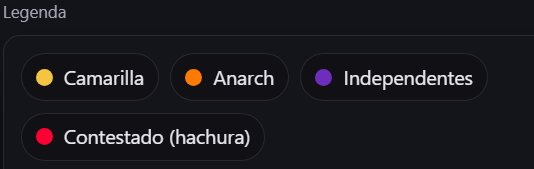 Legenda
Camarilla Anarch Independentes
Contestado (hachura)